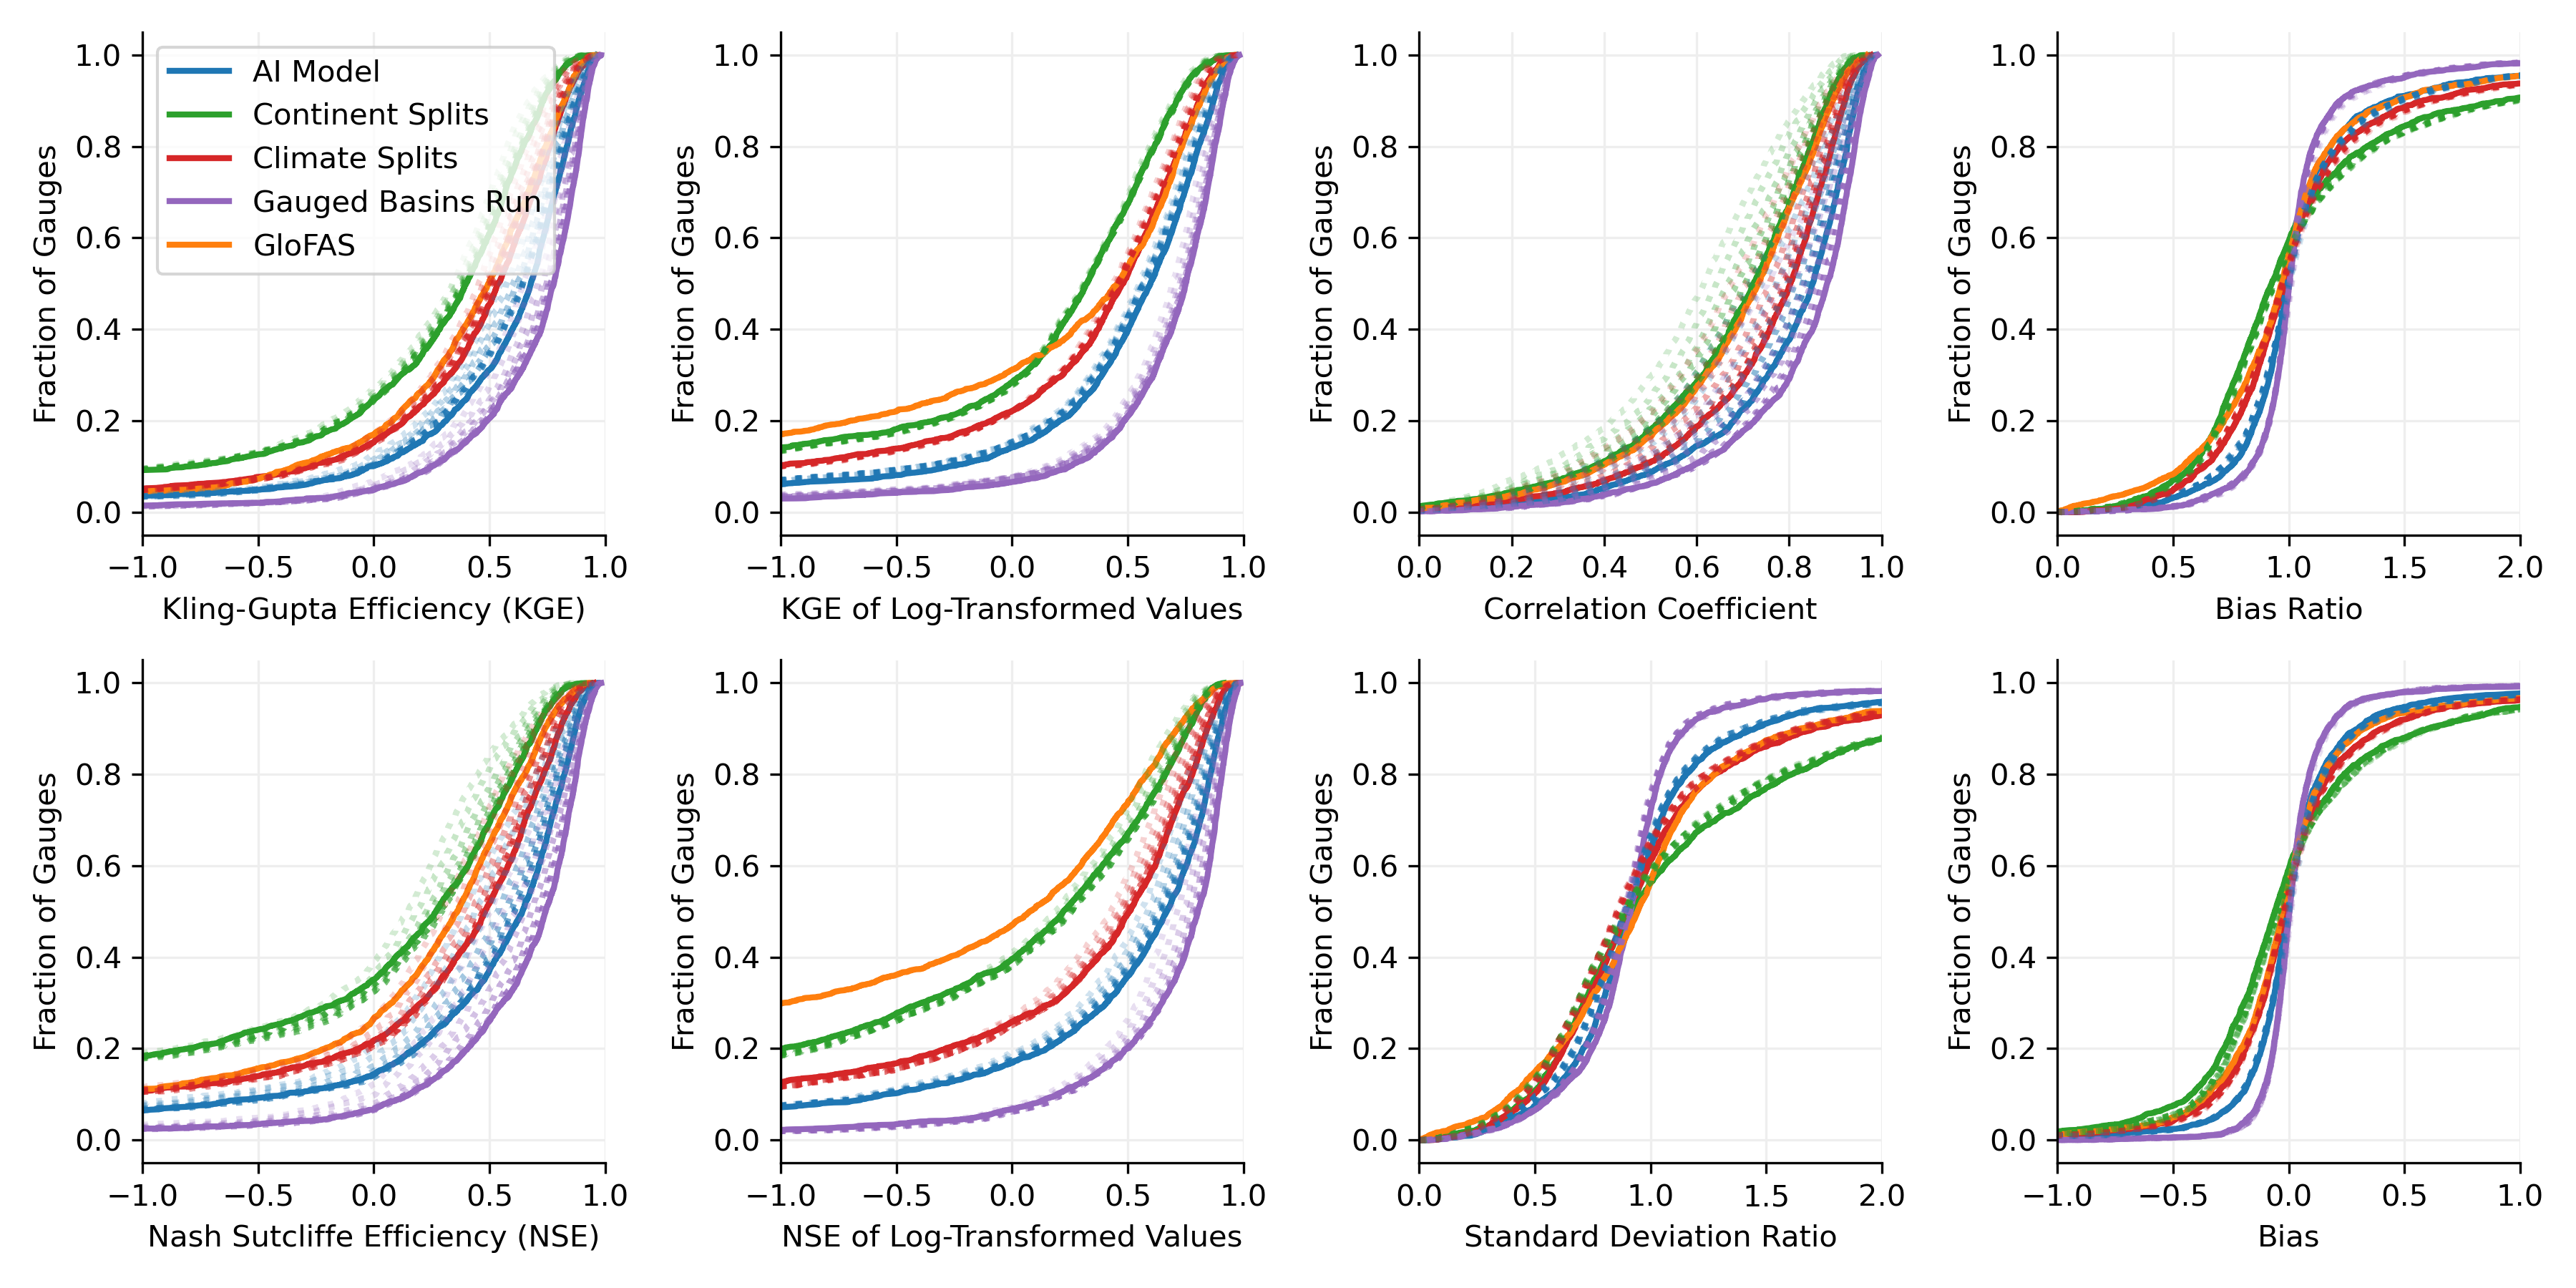 1.0
0.8
0.6
0.4
0.2
0.0
Fraction of Gauges
AI Model
Continent Splits
Climate Splits
Gauged Basins Run
GloFAS
−1.0 −0.5 0.0 0.5 1.0
Kling-Gupta Efficiency (KGE)
1.0
0.8
0.6
0.4
0.2
0.0
Fraction of Gauges
−1.0 −0.5 0.0 0.5 1.0
KGE of Log-Transformed Values
1.0
0.8
0.6
0.4
0.2
0.0
Fraction of Gauges
0.0 0.2 0.4 0.6 0.8 1.0
Correlation Coefficient
1.0
0.8
0.6
0.4
0.2
0.0
Fraction of Gauges
0.0 0.5 1.0 1.5 2.0
Bias Ratio
1.0
0.8
0.6
0.4
0.2
0.0
Fraction of Gauges
−1.0 −0.5 0.0 0.5 1.0
Nash Sutcliffe Efficiency (NSE)
1.0
0.8
0.6
0.4
0.2
0.0
Fraction of Gauges
−1.0 −0.5 0.0 0.5 1.0
NSE of Log-Transformed Values
1.0
0.8
0.6
0.4
0.2
0.0
Fraction of Gauges
0.0 0.5 1.0 1.5 2.0
Standard Deviation Ratio
1.0
0.8
0.6
0.4
0.2
0.0
Fraction of Gauges
−1.0 −0.5 0.0 0.5 1.0
Bias